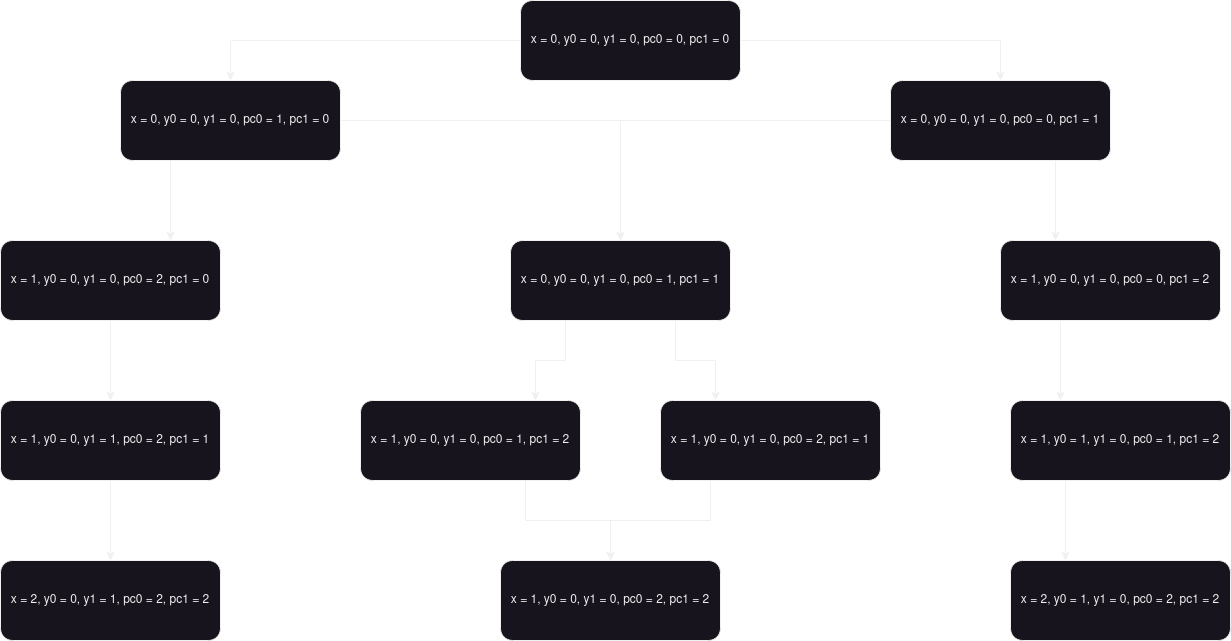 x = 0, y0 = 0, y1 = 0, pc0 = 0, pc1 = 0
x = 0, y0 = 0, y1 = 0, pc0 = 1, pc1 = 0
x = 0, y0 = 0, y1 = 0, pc0 = 0, pc1 = 1
x = 1, y0 = 0, y1 = 0, pc0 = 2, pc1 = 0
x = 0, y0 = 0, y1 = 0, pc0 = 1, pc1 = 1
x = 1, y0 = 0, y1 = 0, pc0 = 0, pc1 = 2
x = 1, y0 = 0, y1 = 1, pc0 = 2, pc1 = 1
x = 1, y0 = 0, y1 = 0, pc0 = 1, pc1 = 2
x = 1, y0 = 0, y1 = 0, pc0 = 2, pc1 = 1
x = 1, y0 = 1, y1 = 0, pc0 = 1, pc1 = 2
x = 2, y0 = 0, y1 = 1, pc0 = 2, pc1 = 2
x = 1, y0 = 0, y1 = 0, pc0 = 2, pc1 = 2
x = 2, y0 = 1, y1 = 0, pc0 = 2, pc1 = 2